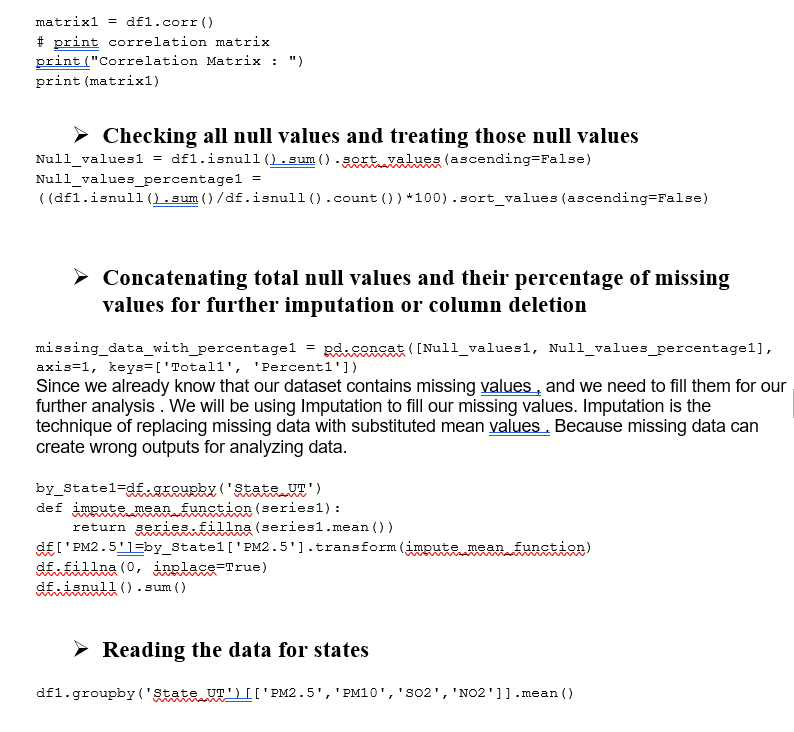 matrix1 = df1.corr()
# print correlation matrix
print("Correlation Matrix : ")
print(matrix1)
➢ Checking all null values and treating those null values
Null_values1 = df1.isnull().sum().sort_values(ascending=False)
Null_values_percentage1 =
((df1.isnull().sum()/df.isnull().count())*100).sort_values(ascending=False)
➢ Concatenating total null values and their percentage of missing
values for further imputation or column deletion
missing_data_with_percentage1 = pd.concat([Null_values1, Null_values_percentage1],
axis=1, keys=['Total1', 'Percent1'])
Since we already know that our dataset contains missing values , and we need to fill them for our
further analysis . We will be using Imputation to fill our missing values. Imputation is the
technique of replacing missing data with substituted mean values . Because missing data can
create wrong outputs for analyzing data.
by_State1=df.groupby('State_UT')
def impute_mean_function(series1):
    return series.fillna(series1.mean())
df['PM2.5']=by_State1['PM2.5'].transform(impute_mean_function)
df.fillna(0, inplace=True)
df.isnull().sum()
➢ Reading the data for states
df1.groupby('State_UT')[['PM2.5','PM10','SO2','NO2']].mean()